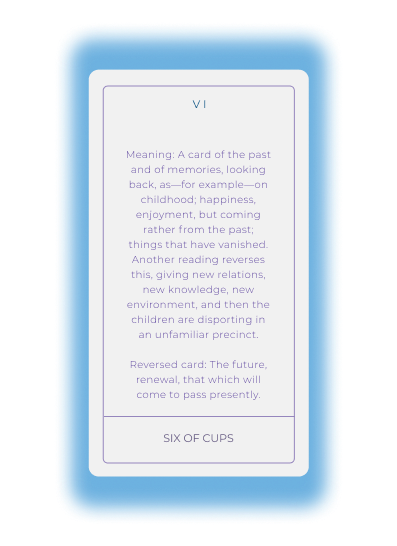 VI
Meaning: A card of the past
and of memories, looking
back, as—for example—on
childhood; happiness,
enjoyment, but coming
rather from the past;
things that have vanished.
Another reading reverses
this, giving new relations,
new knowledge, new
environment, and then the
children are disporting in
an unfamiliar precinct.
Reversed card: The future,
renewal, that which will
come to pass presently.
SIX OF CUPS